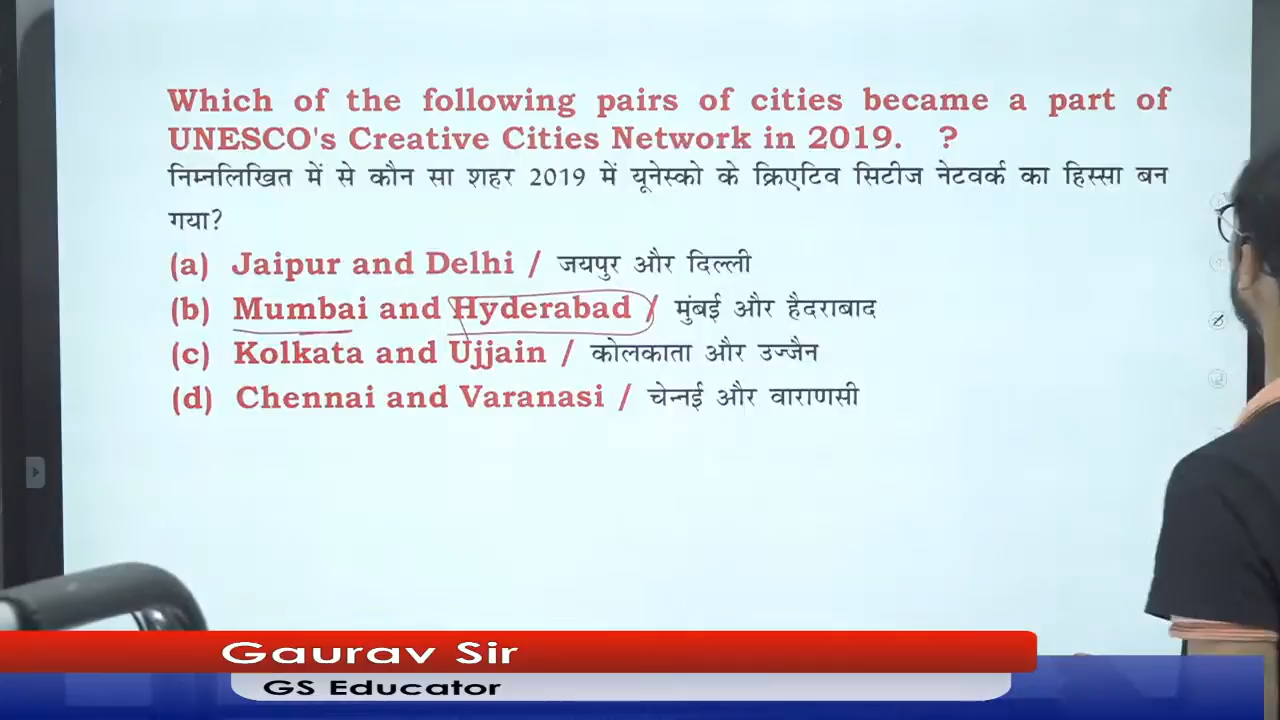 Which of the following pairs of cities became a part of
UNESCO's Creative Cities Network in 2019. ?
निम्नलिखित में से कौन सा शहर 2019 में यूनेस्को के क्रिएटिव सिटीज नेटवर्क का हिस्सा बन
गया?
(a) Jaipur and Delhi / जयपुर और दिल्ली
(b) Mumbai and Hyderabad / मुंबई और हैदराबाद
(c) Kolkata and Ujjain / कोलकाता और उज्जैन
(d) Chennai and Varanasi / चेन्नई और वाराणसी
Gaurav Sir
GS Educator